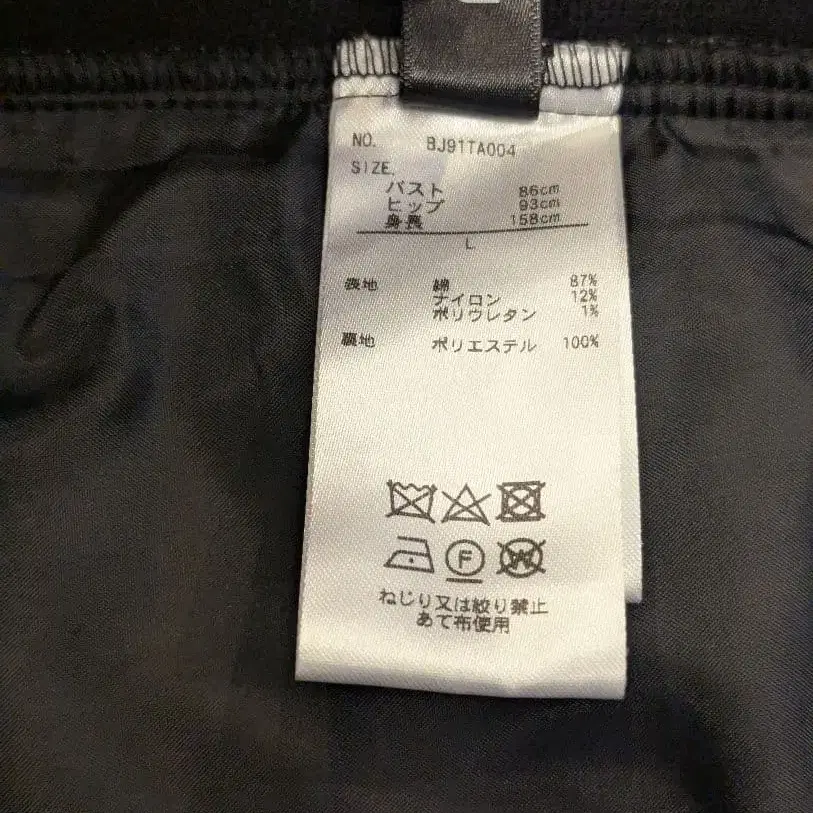 NO. BJ91TA004
SIZE.
バスト 86cm
ヒップ 93cm
身長 158cm
L
表地 綿 87%
ナイロン 12%
ポリウレタン 1%
裏地 ポリエステル 100%
F W
ねじり又は絞り禁止
あて布使用